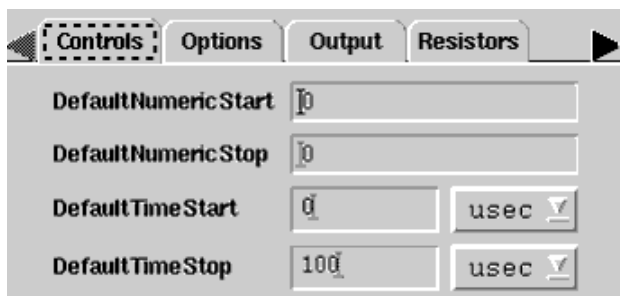 Controls Options Output Resistors
DefaultNumericStart 0
DefaultNumericStop 0
DefaultTimeStart 0 usec
DefaultTimeStop 100 usec